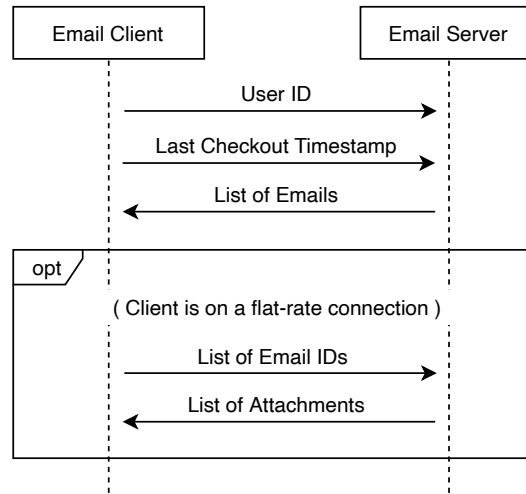 Email Client
Email Server
User ID
Last Checkout Timestamp
List of Emails
opt
( Client is on a flat-rate connection )
List of Email IDs
List of Attachments